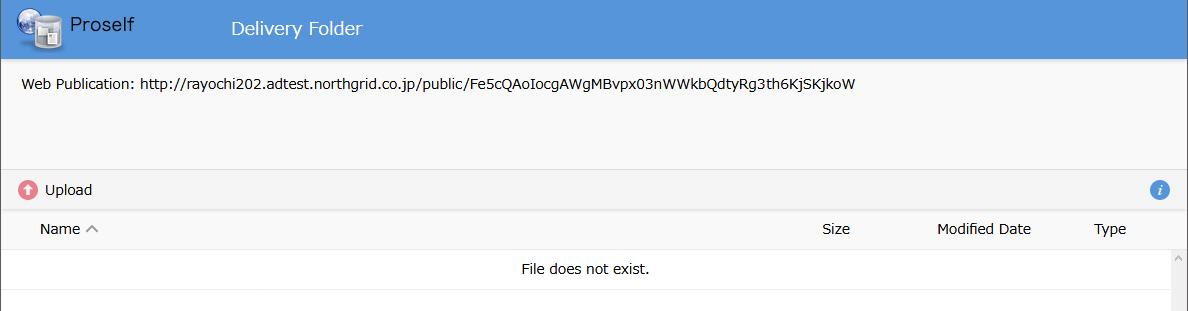 Proself
Delivery Folder
Web Publication: http://rayochi202.adtest.northgrid.co.jp/public/Fe5cQAoIocgAWgMBvpx03nWWkbQdtyRg3th6KjSKjkoW
Upload
i
Name Size Modified Date Type
File does not exist.